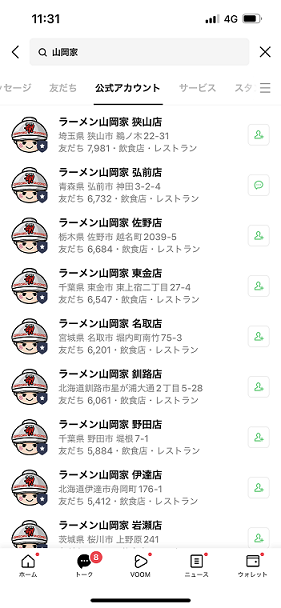 11:31
4G
山岡家
ッセージ 友だち 公式アカウント サービス スタ
ラーメン山岡家 狭山店
埼玉県 狭山市 鵜ノ木22-31
友だち 7,981・飲食店・レストラン
ラーメン山岡家 弘前店
青森県 弘前市 神田3-2-4
友だち 6,732・飲食店・レストラン
ラーメン山岡家 佐野店
栃木県 佐野市 越名町2039-5
友だち 6,684・飲食店・レストラン
ラーメン山岡家 東金店
千葉県 東金市 東上宿二丁目27-4
友だち 6,547・飲食店・レストラン
ラーメン山岡家 名取店
宮城県 名取市 堀内南竹75-3
友だち 6,201・飲食店・レストラン
ラーメン山岡家 釧路店
北海道釧路市星が浦大通2丁目5-28
友だち 6,061・飲食店・レストラン
ラーメン山岡家 野田店
千葉県 野田市 堤根7-1
友だち 5,884・飲食店・レストラン
ラーメン山岡家 伊達店
北海道伊達市舟岡町176-1
友だち 5,412・飲食店・レストラン
ラーメン山岡家 岩瀬店
茨城県 桜川市 上野原241
8
ホーム トーク VOOM ニュース ウォレット